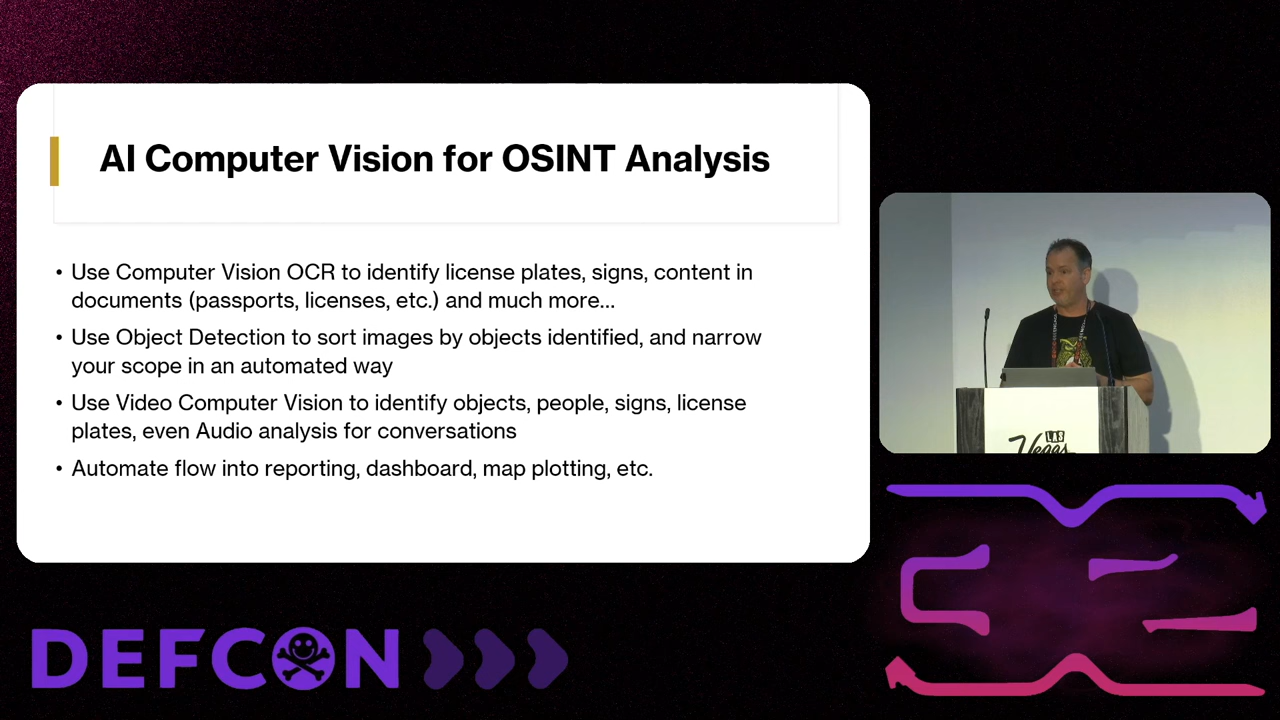 AI Computer Vision for OSINT Analysis
• Use Computer Vision OCR to identify license plates, signs, content in
documents (passports, licenses, etc.) and much more...
• Use Object Detection to sort images by objects identified, and narrow
your scope in an automated way
• Use Video Computer Vision to identify objects, people, signs, license
plates, even Audio analysis for conversations
• Automate flow into reporting, dashboard, map plotting, etc.
LAS
Vegas
DEFCON